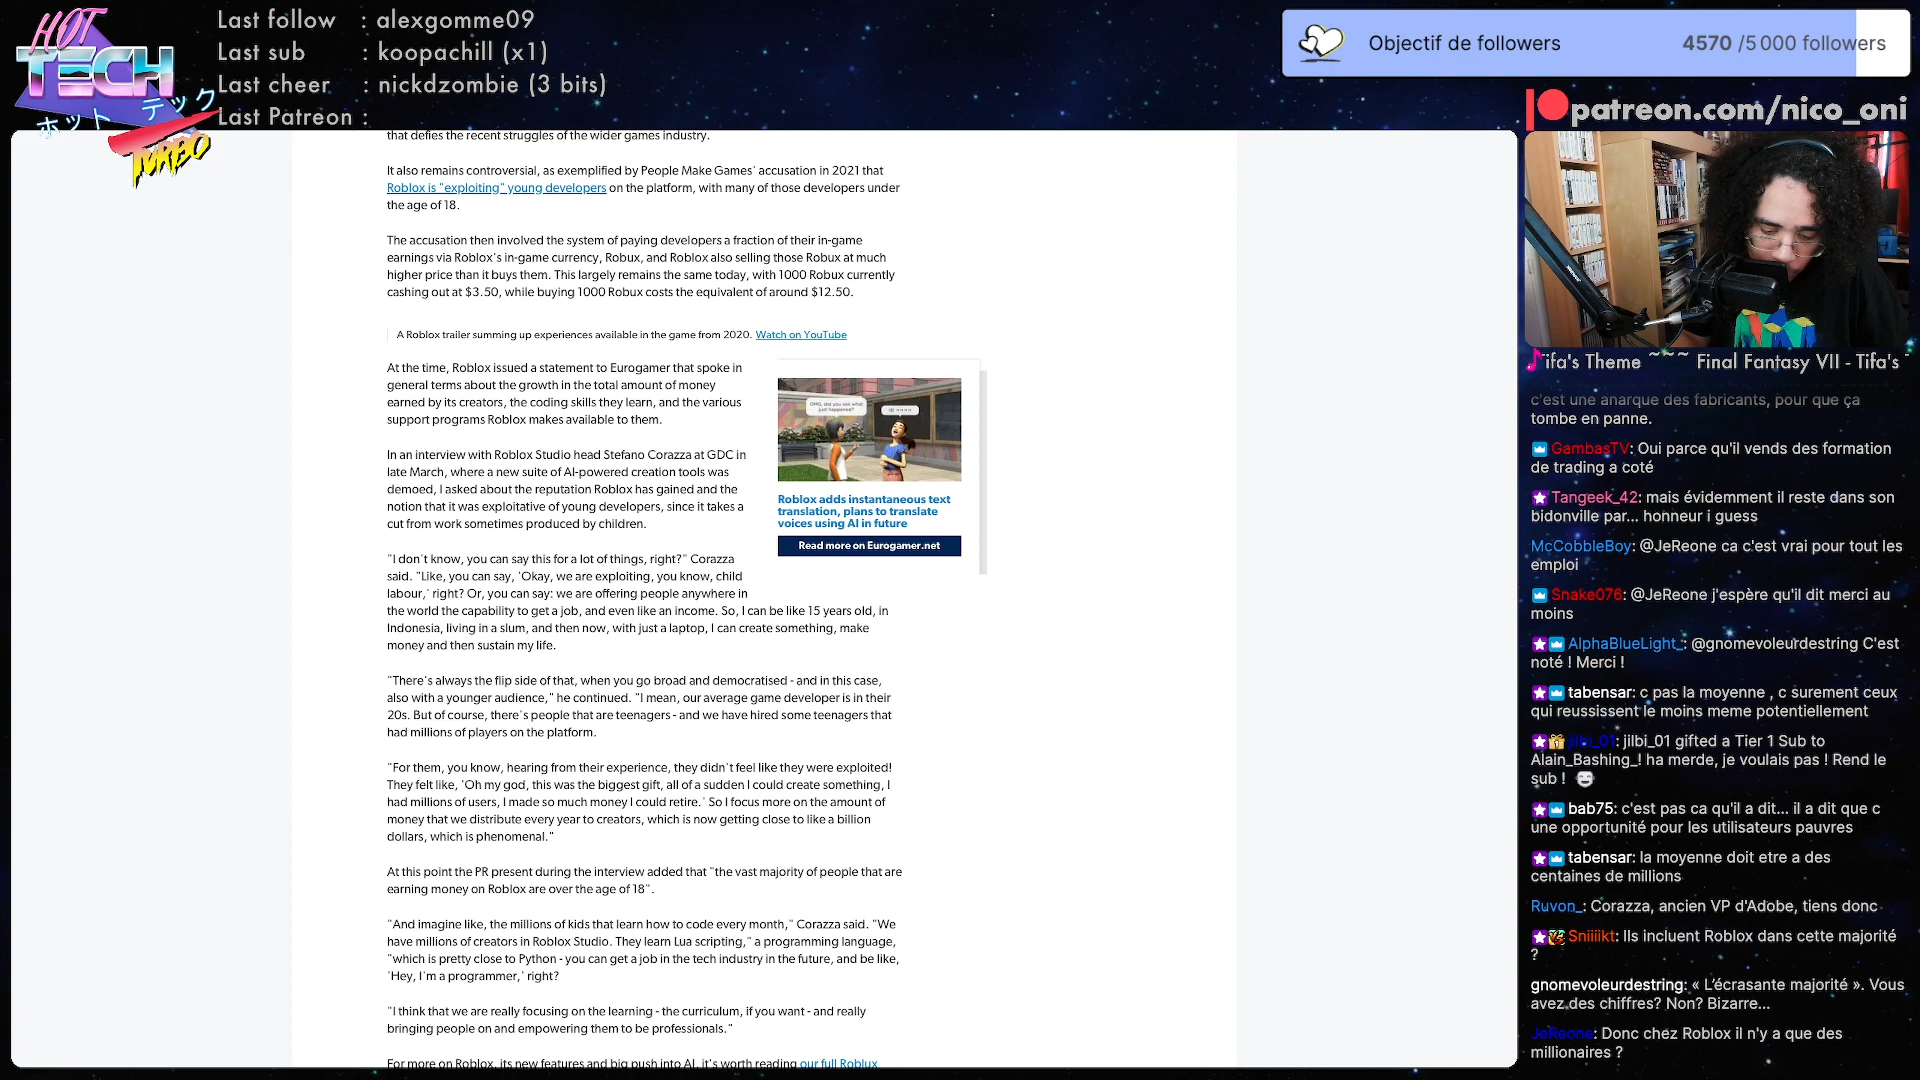 HOT
TECH
ホット テック
TURBO
Last follow : alexgomme09
Last sub : koopachill (x1)
Last cheer : nickdzombie (3 bits)
Last Patreon :
Objectif de followers 4570 /5 000 followers
patreon.com/nico_oni
that defies the recent struggles of the wider games industry.
It also remains controversial, as exemplified by People Make Games' accusation in 2021 that
Roblox is "exploiting" young developers on the platform, with many of those developers under
the age of 18.
The accusation then involved the system of paying developers a fraction of their in-game
earnings via Roblox's in-game currency, Robux, and Roblox also selling those Robux at much
higher price than it buys them. This largely remains the same today, with 1000 Robux currently
cashing out at $3.50, while buying 1000 Robux costs the equivalent of around $12.50.
A Roblox trailer summing up experiences available in the game from 2020. Watch on YouTube
At the time, Roblox issued a statement to Eurogamer that spoke in
general terms about the growth in the total amount of money
earned by its creators, the coding skills they learn, and the various
support programs Roblox makes available to them.
In an interview with Roblox Studio head Stefano Corazza at GDC in
late March, where a new suite of AI-powered creation tools was
demoed, I asked about the reputation Roblox has gained and the
notion that it was exploitative of young developers, since it takes a
cut from work sometimes produced by children.
OMG, did you see what
just happened?
Roblox adds instantaneous text
translation, plans to translate
voices using AI in future
Read more on Eurogamer.net
"I don't know, you can say this for a lot of things, right?" Corazza
said. "Like, you can say, 'Okay, we are exploiting, you know, child
labour,' right? Or, you can say: we are offering people anywhere in
the world the capability to get a job, and even like an income. So, I can be like 15 years old, in
Indonesia, living in a slum, and then now, with just a laptop, I can create something, make
money and then sustain my life.
"There's always the flip side of that, when you go broad and democratised - and in this case,
also with a younger audience," he continued. "I mean, our average game developer is in their
20s. But of course, there's people that are teenagers - and we have hired some teenagers that
had millions of players on the platform.
"For them, you know, hearing from their experience, they didn't feel like they were exploited!
They felt like, 'Oh my god, this was the biggest gift, all of a sudden I could create something, I
had millions of users, I made so much money I could retire.' So I focus more on the amount of
money that we distribute every year to creators, which is now getting close to like a billion
dollars, which is phenomenal."
At this point the PR present during the interview added that "the vast majority of people that are
earning money on Roblox are over the age of 18".
"And imagine like, the millions of kids that learn how to code every month," Corazza said. "We
have millions of creators in Roblox Studio. They learn Lua scripting," a programming language,
"which is pretty close to Python - you can get a job in the tech industry in the future, and be like,
'Hey, I'm a programmer,' right?
"I think that we are really focusing on the learning - the curriculum, if you want - and really
bringing people on and empowering them to be professionals."
For more on Roblox, its new features and big push into AI, it's worth reading our full Roblux
ifa's Theme ~~~ Final Fantasy VII - Tifa's
c'est une anarque des fabricants, pour que ça
tombe en panne.
GambasTV: Oui parce qu'il vends des formation
de trading a coté
Tangeek_42: mais évidemment il reste dans son
bidonville par... honneur i guess
McCobbleBoy: @JeReone ca c'est vrai pour tout les
emploi
Snake076: @JeReone j'espère qu'il dit merci au
moins
AlphaBlueLight_: @gnomevoleurdestring C'est
noté ! Merci !
tabensar: c pas la moyenne , c surement ceux
qui reussissent le moins meme potentiellement
jilbi_01: jilbi_01 gifted a Tier 1 Sub to
Alain_Bashing_! ha merde, je voulais pas ! Rend le
sub !
bab75: c'est pas ca qu'il a dit... il a dit que c
une opportunité pour les utilisateurs pauvres
tabensar: la moyenne doit etre a des
centaines de millions
Ruvon_: Corazza, ancien VP d'Adobe, tiens donc
Sniiiikt: Ils incluent Roblox dans cette majorité
?
gnomevoleurdestring: « L'écrasante majorité ». Vous
avez des chiffres? Non? Bizarre...
JeReone: Donc chez Roblox il n'y a que des
millionaires ?